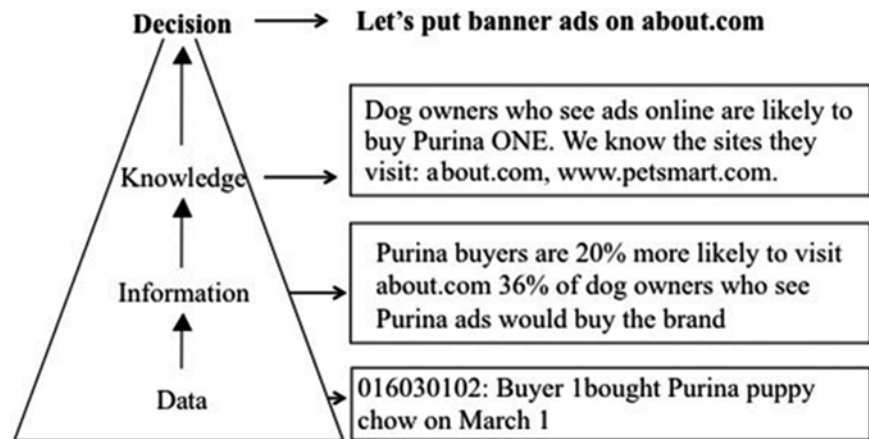 Decision
Let's put banner ads on about.com
Dog owners who see ads online are likely to
buy Purina ONE. We know the sites they
visit: about.com, www.petsmart.com.
Knowledge
Purina buyers are 20% more likely to visit
about.com 36% of dog owners who see
Purina ads would buy the brand
Information
016030102: Buyer 1bought Purina puppy
chow on March 1
Data